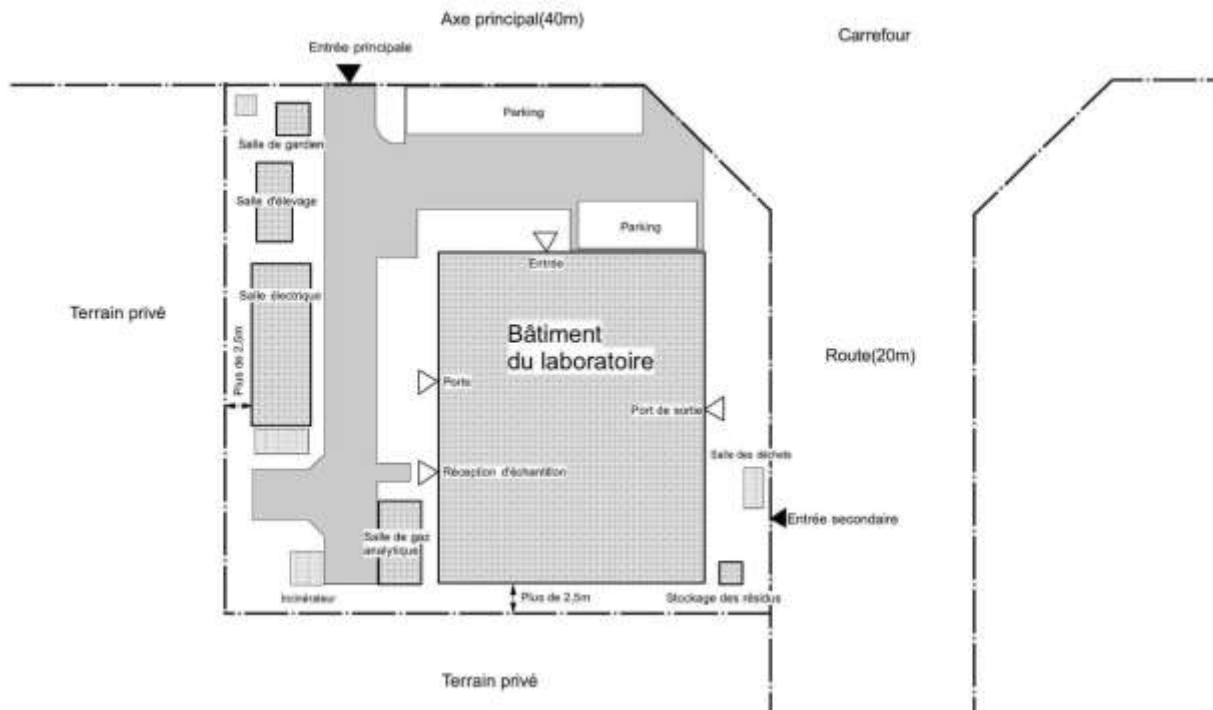 Axe principal(40m)
Carrefour
Entrée principale
Parking
Salle de gardien
Salle d'élevage
Parking
Entrée
Salle électrique
Terrain privé
Bâtiment
du laboratoire
Route(20m)
Plus de 2,5m
Porte
Port de sortie
Salle des déchets
Réception d'échantillon
Entrée secondaire
Salle de gaz
analytique
Incinérateur
Plus de 2,5m
Stockage des résidus
Terrain privé